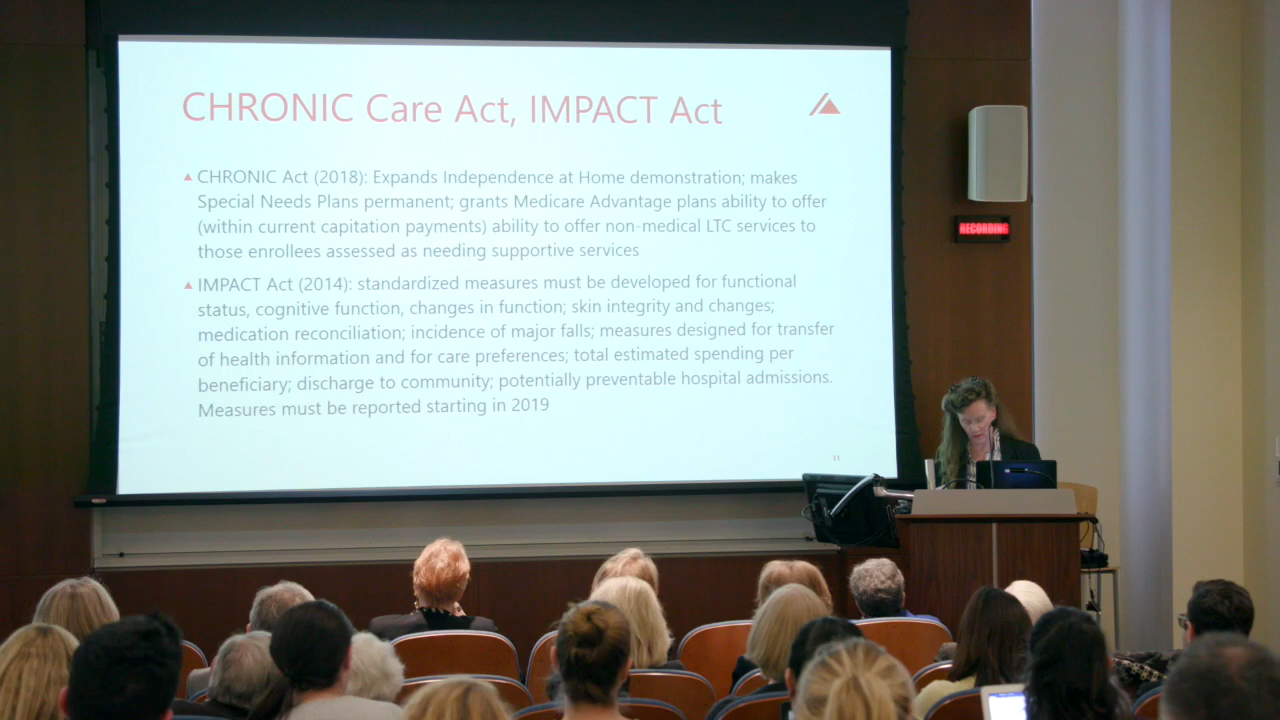 CHRONIC Care Act, IMPACT Act
CHRONIC Act (2018): Expands Independence at Home demonstration; makes
Special Needs Plans permanent; grants Medicare Advantage plans ability to offer
(within current capitation payments) ability to offer non-medical LTC services to
those enrollees assessed as needing supportive services
IMPACT Act (2014): standardized measures must be developed for functional
status, cognitive function, changes in function; skin integrity and changes;
medication reconciliation; incidence of major falls; measures designed for transfer
of health information and for care preferences; total estimated spending per
beneficiary; discharge to community; potentially preventable hospital admissions.
Measures must be reported starting in 2019
11
RECORDING